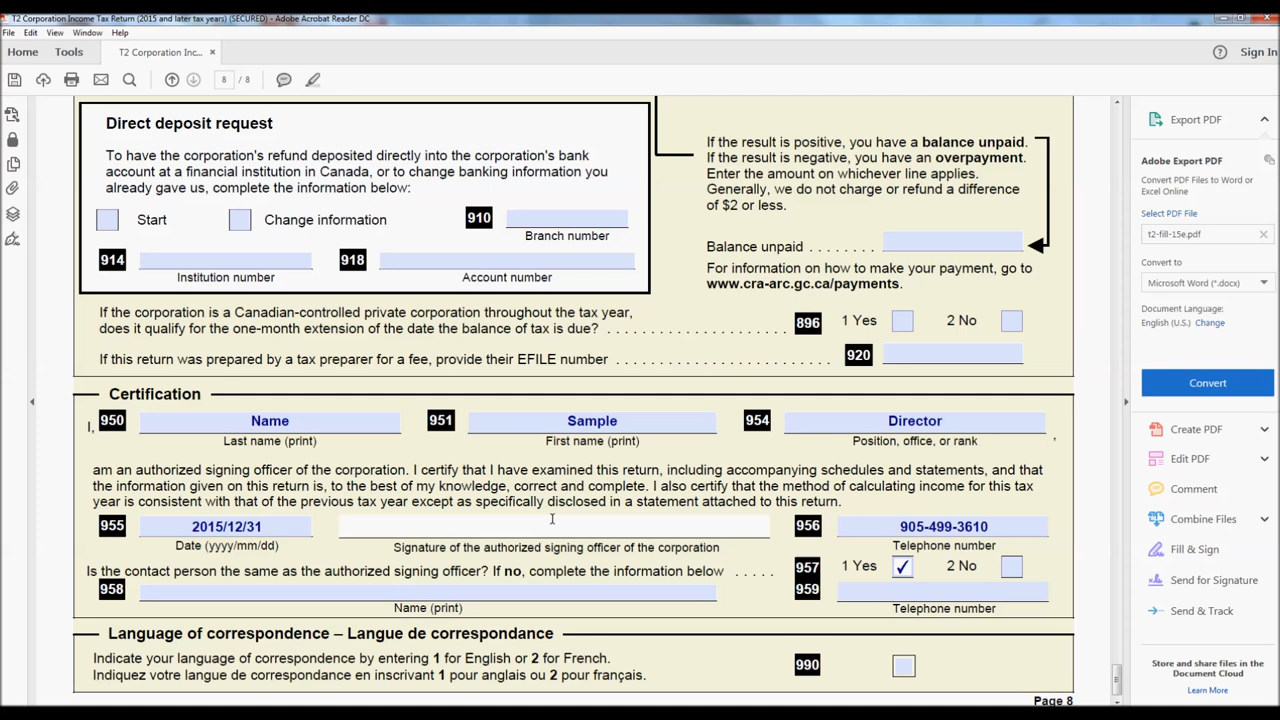 T2 Corporation Income Tax Return (2015 and later tax years) (SECURED) - Adobe Acrobat Reader DC
File Edit View Window Help
Home Tools T2 Corporation Inc... × Sign In
8 / 8
Direct deposit request
To have the corporation's refund deposited directly into the corporation's bank
account at a financial institution in Canada, or to change banking information you
already gave us, complete the information below:
Start Change information 910
Branch number
914 918
Institution number Account number
If the result is positive, you have a balance unpaid.
If the result is negative, you have an overpayment.
Enter the amount on whichever line applies.
Generally, we do not charge or refund a difference
of $2 or less.
Balance unpaid . . . . . . . .
For information on how to make your payment, go to
www.cra-arc.gc.ca/payments.
If the corporation is a Canadian-controlled private corporation throughout the tax year,
does it qualify for the one-month extension of the date the balance of tax is due? . . . . . . . . . . . . . . . . . . . . . 896 1 Yes 2 No
If this return was prepared by a tax preparer for a fee, provide their EFILE number . . . . . . . . . . . . . . . . . . . . . . . . . 920
Certification
I, 950 Name 951 Sample 954 Director
Last name (print) First name (print) Position, office, or rank ,
am an authorized signing officer of the corporation. I certify that I have examined this return, including accompanying schedules and statements, and that
the information given on this return is, to the best of my knowledge, correct and complete. I also certify that the method of calculating income for this tax
year is consistent with that of the previous tax year except as specifically disclosed in a statement attached to this return.
955 2015/12/31 956 905-499-3610
Date (yyyy/mm/dd) Signature of the authorized signing officer of the corporation Telephone number
Is the contact person the same as the authorized signing officer? If no, complete the information below . . . . . 957 1 Yes ✓ 2 No
958 959
Name (print) Telephone number
Language of correspondence – Langue de correspondance
Indicate your language of correspondence by entering 1 for English or 2 for French.
Indiquez votre langue de correspondance en inscrivant 1 pour anglais ou 2 pour français.
990
Page 8
Export PDF
Adobe Export PDF
Convert PDF Files to Word or
Excel Online
Select PDF File
t2-fill-15e.pdf
Convert to
Microsoft Word (*.docx)
Document Language:
English (U.S.) Change
Convert
Create PDF
Edit PDF
Comment
Combine Files
Fill & Sign
Send for Signature
Send & Track
Store and share files in the
Document Cloud
Learn More